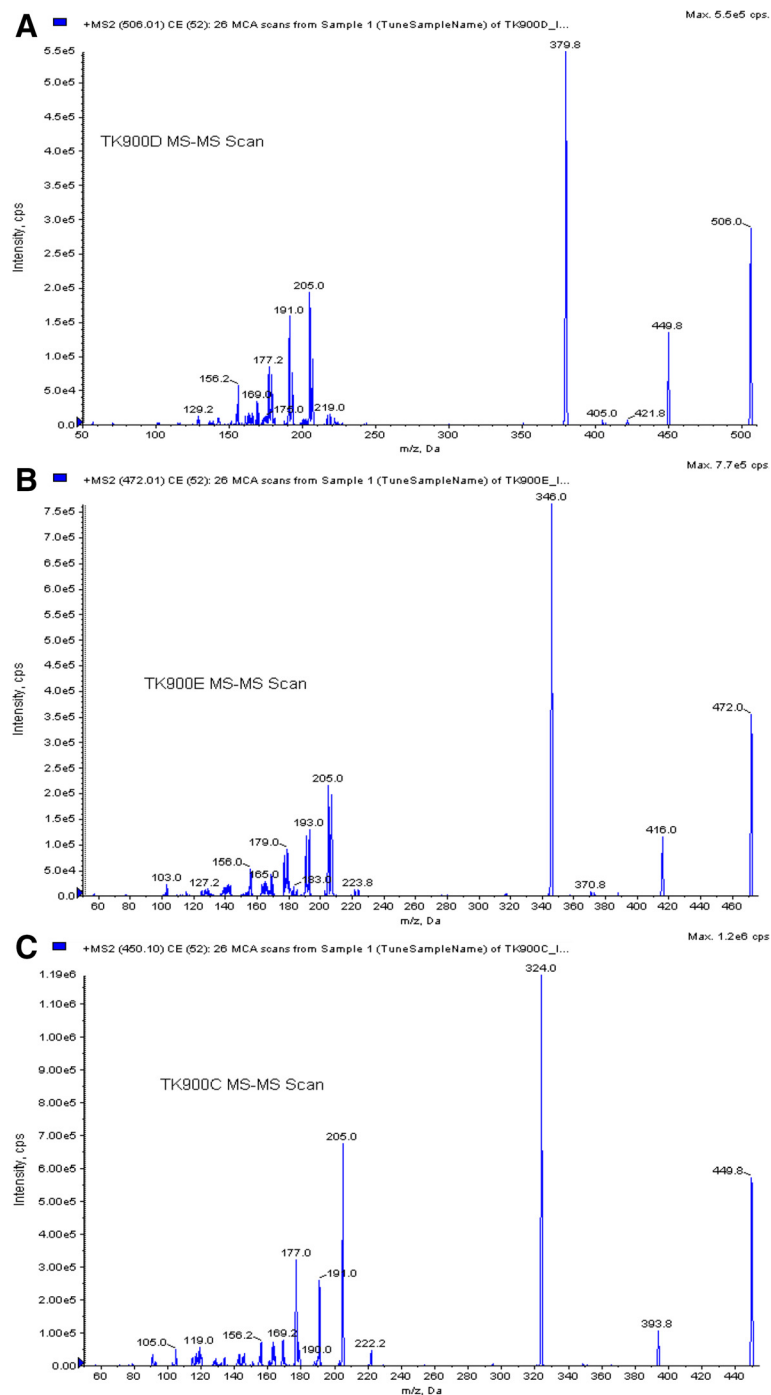 A
+MS2 (506.01) CE (52): 26 MCA scans from Sample 1 (TuneSampleName) of TK900D_I...
Max. 5.5e5 cps.
5.5e5
5.0e5
4.5e5
4.0e5
3.5e5
3.0e5
2.5e5
2.0e5
1.5e5
1.0e5
5.0e4
0.0
Intensity, cps
TK900D MS-MS Scan
379.8
506.0
449.8
205.0
191.0
177.2
156.2
169.0
129.2
175.0
219.0
405.0
421.8
50 100 150 200 250 300 350 400 450 500
m/z, Da
B
+MS2 (472.01) CE (52): 26 MCA scans from Sample 1 (TuneSampleName) of TK900E_I...
Max. 7.7e5 cps
7.5e5
7.0e5
6.5e5
6.0e5
5.5e5
5.0e5
4.5e5
4.0e5
3.5e5
3.0e5
2.5e5
2.0e5
1.5e5
1.0e5
5.0e4
0.0
Intensity, cps
TK900E MS-MS Scan
346.0
472.0
416.0
205.0
193.0
179.0
156.0
165.0
103.0
127.2
183.0
223.8
370.8
60 80 100 120 140 160 180 200 220 240 260 280 300 320 340 360 380 400 420 440 460
m/z, Da
C
+MS2 (450.10) CE (52): 26 MCA scans from Sample 1 (TuneSampleName) of TK900C_I...
Max. 1.2e6 cps
1.19e6
1.10e6
1.00e6
9.00e5
8.00e5
7.00e5
6.00e5
5.00e5
4.00e5
3.00e5
2.00e5
1.00e5
0.00
Intensity, cps
TK900C MS-MS Scan
324.0
449.8
393.8
205.0
177.0
191.0
156.2
169.2
190.0
105.0
119.0
222.2
60 80 100 120 140 160 180 200 220 240 260 280 300 320 340 360 380 400 420 440
m/z, Da